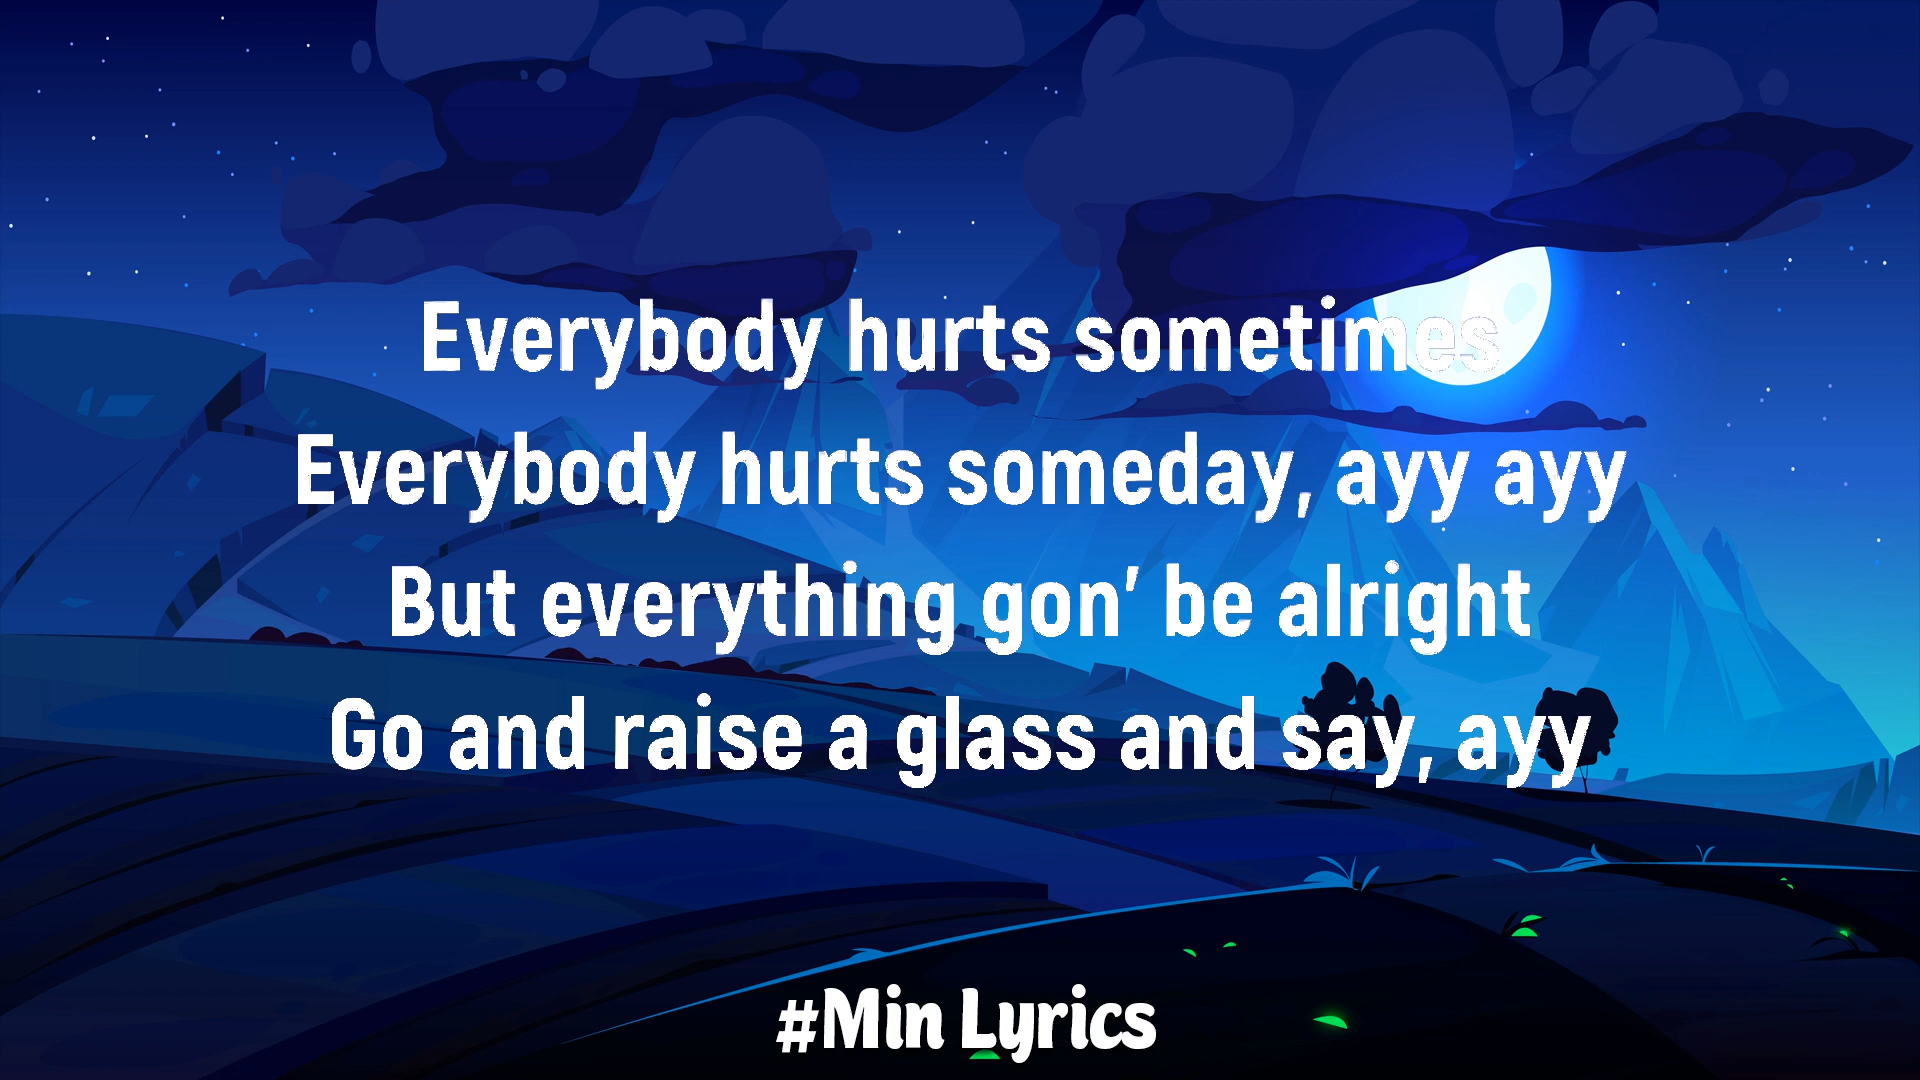 Everybody hurts sometimes
Everybody hurts someday, ayy ayy
But everything gon’ be alright
Go and raise a glass and say, ayy
#Min Lyrics